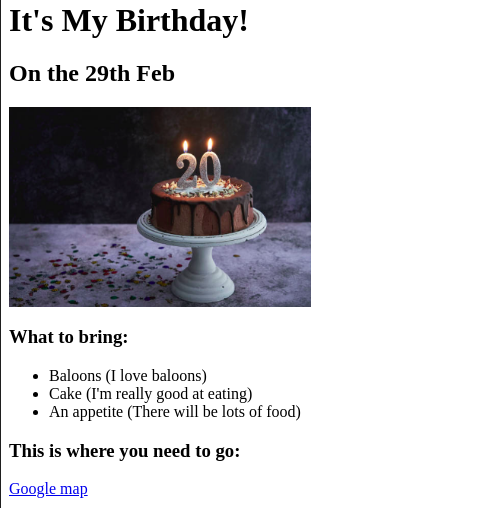 It's My Birthday!
On the 29th Feb
20
What to bring:
Baloons (I love baloons)
Cake (I'm really good at eating)
An appetite (There will be lots of food)
This is where you need to go:
Google map